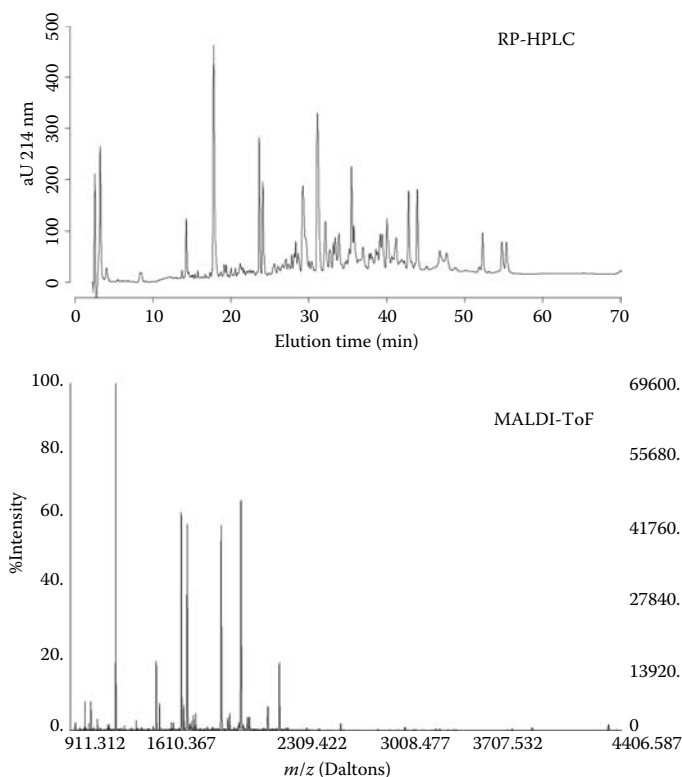 RP-HPLC
500
400
300
200
100
0
aU 214 nm
0 10 20 30 40 50 60 70
Elution time (min)
MALDI-ToF
100.
80.
60.
40.
20.
0.
%Intensity
69600.
55680.
41760.
27840.
13920.
0
911.312 1610.367 2309.422 3008.477 3707.532 4406.587
m/z (Daltons)